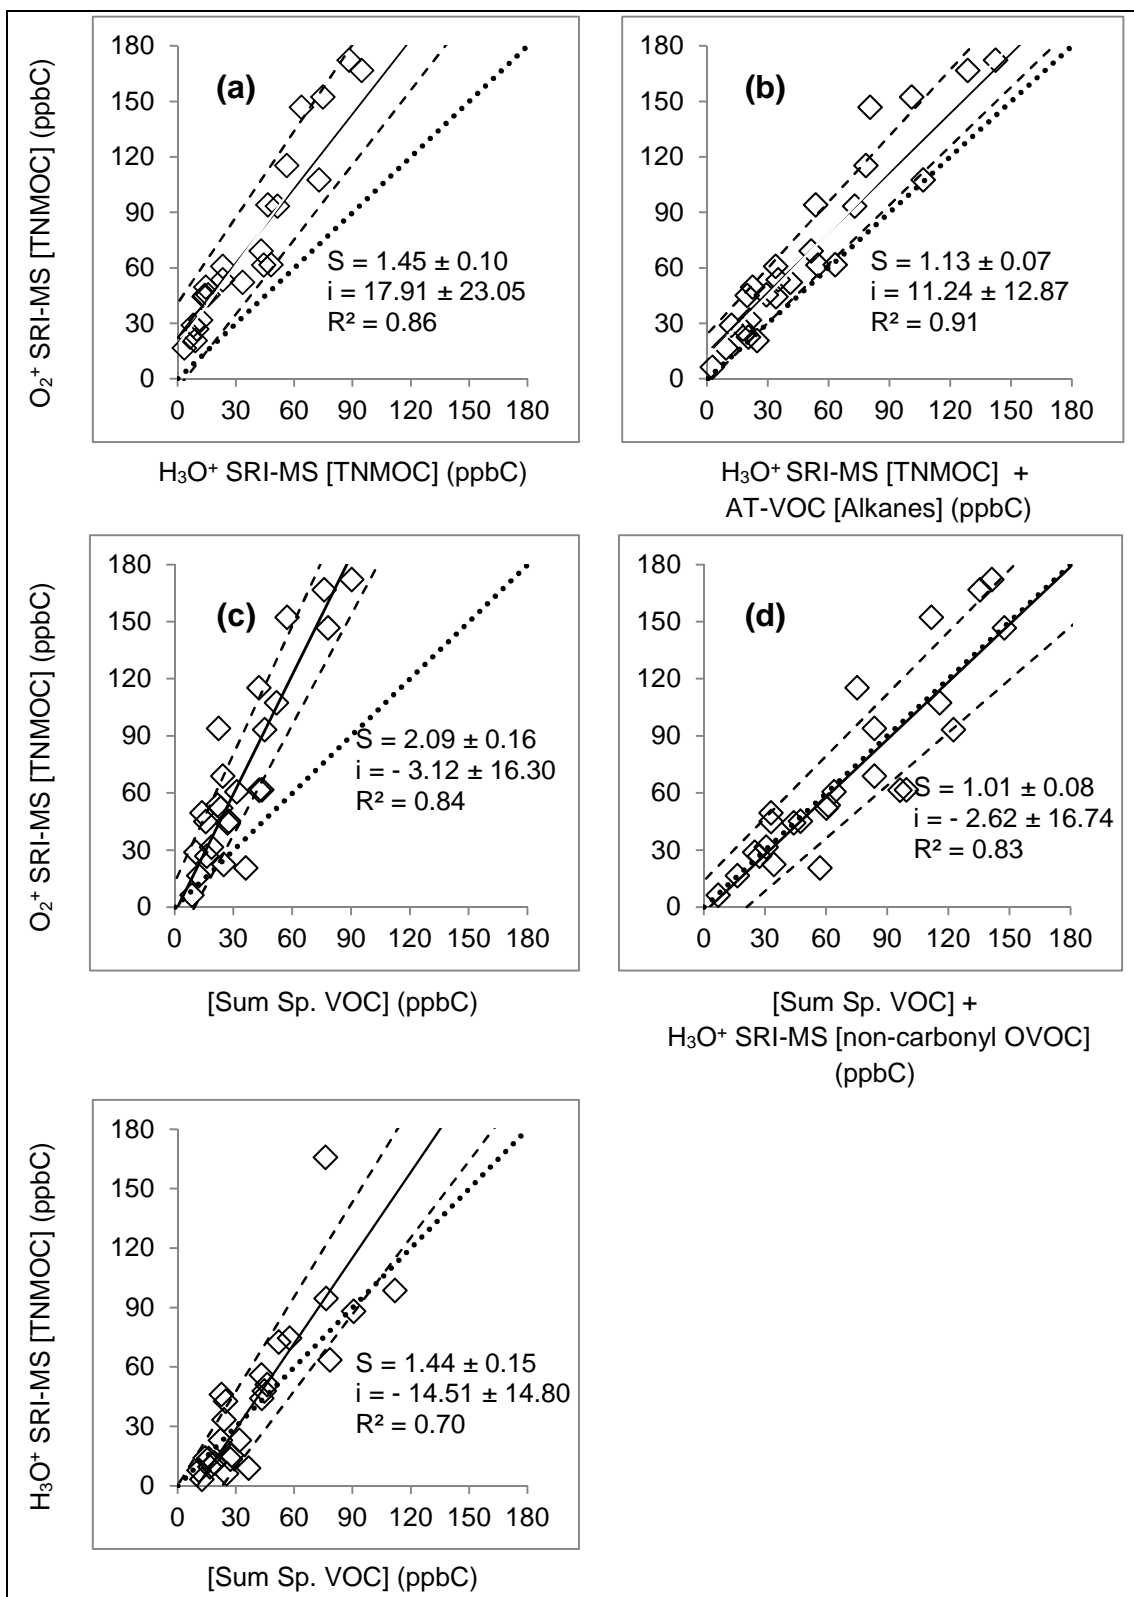 O₂⁺ SRI-MS [TNMOC] (ppbC)
180
150
120
90
60
30
0
(a)
S = 1.45 ± 0.10
i = 17.91 ± 23.05
R² = 0.86
0 30 60 90 120 150 180
H₃O⁺ SRI-MS [TNMOC] (ppbC)
180
150
120
90
60
30
0
(b)
S = 1.13 ± 0.07
i = 11.24 ± 12.87
R² = 0.91
0 30 60 90 120 150 180
H₃O⁺ SRI-MS [TNMOC] +
AT-VOC [Alkanes] (ppbC)
O₂⁺ SRI-MS [TNMOC] (ppbC)
180
150
120
90
60
30
0
(c)
S = 2.09 ± 0.16
i = - 3.12 ± 16.30
R² = 0.84
0 30 60 90 120 150 180
[Sum Sp. VOC] (ppbC)
180
150
120
90
60
30
0
(d)
S = 1.01 ± 0.08
i = - 2.62 ± 16.74
R² = 0.83
0 30 60 90 120 150 180
[Sum Sp. VOC] +
H₃O⁺ SRI-MS [non-carbonyl OVOC]
(ppbC)
H₃O⁺ SRI-MS [TNMOC] (ppbC)
180
150
120
90
60
30
0
S = 1.44 ± 0.15
i = - 14.51 ± 14.80
R² = 0.70
0 30 60 90 120 150 180
[Sum Sp. VOC] (ppbC)